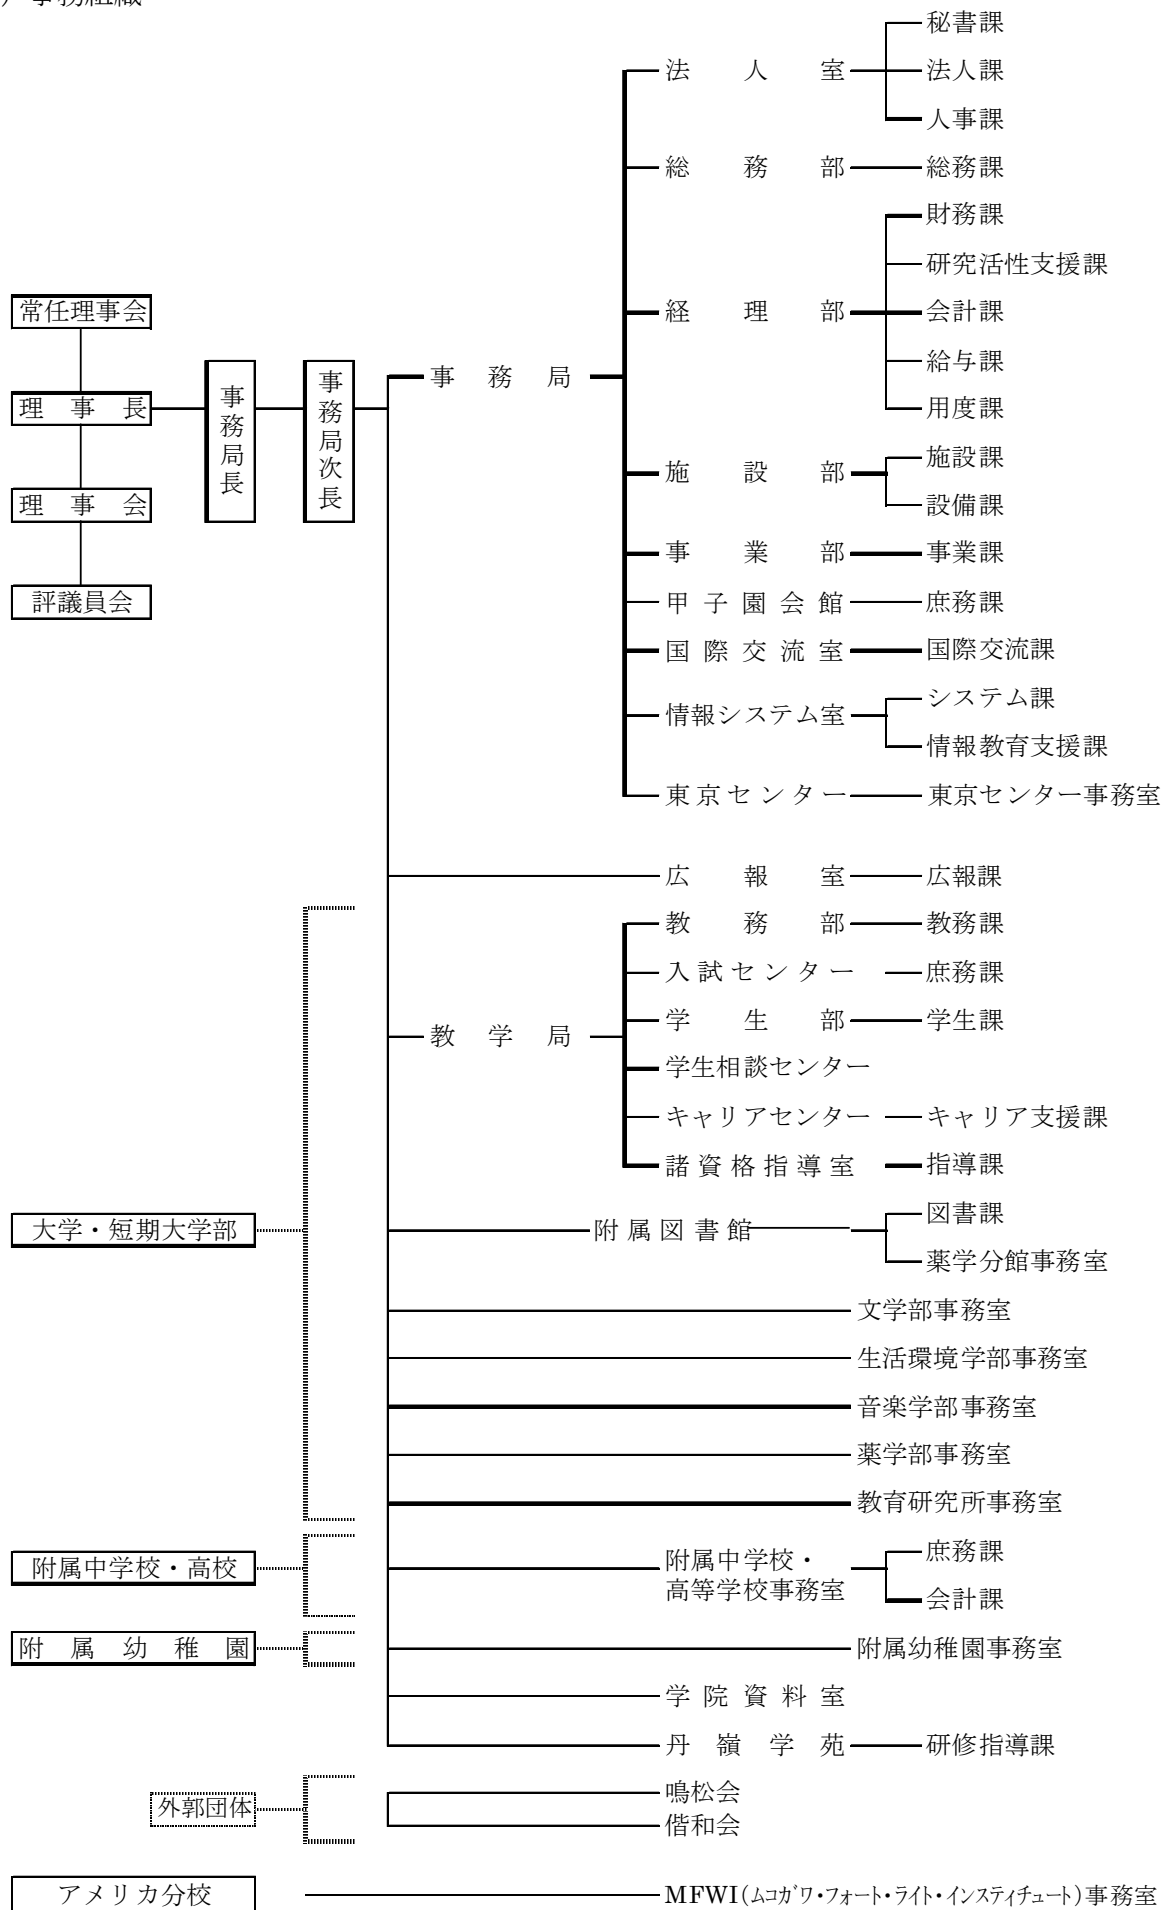 )事務組織
秘書課
法人室
法人課
人事課
総務部 総務課
財務課
研究活性支援課
常任理事会
経理部 会計課
給与課
事務局
理事長
事務局長
事務局次長
用度課
施設課
施設部
理事会
設備課
事業部 事業課
評議員会
甲子園会館 庶務課
国際交流室 国際交流課
システム課
情報システム室
情報教育支援課
東京センター 東京センター事務室
広報室 広報課
教務部 教務課
入試センター 庶務課
学生部 学生課
教学局
学生相談センター
キャリアセンター キャリア支援課
諸資格指導室 指導課
図書課
大学・短期大学部
附属図書館
薬学分館事務室
文学部事務室
生活環境学部事務室
音楽学部事務室
薬学部事務室
教育研究所事務室
庶務課
附属中学校・高校
附属中学校・
高等学校事務室
会計課
附属幼稚園
附属幼稚園事務室
学院資料室
丹嶺学苑 研修指導課
鳴松会
外郭団体
偕和会
アメリカ分校
MFWI(ムコガワ・フォート・ライト・インスティチュート)事務室